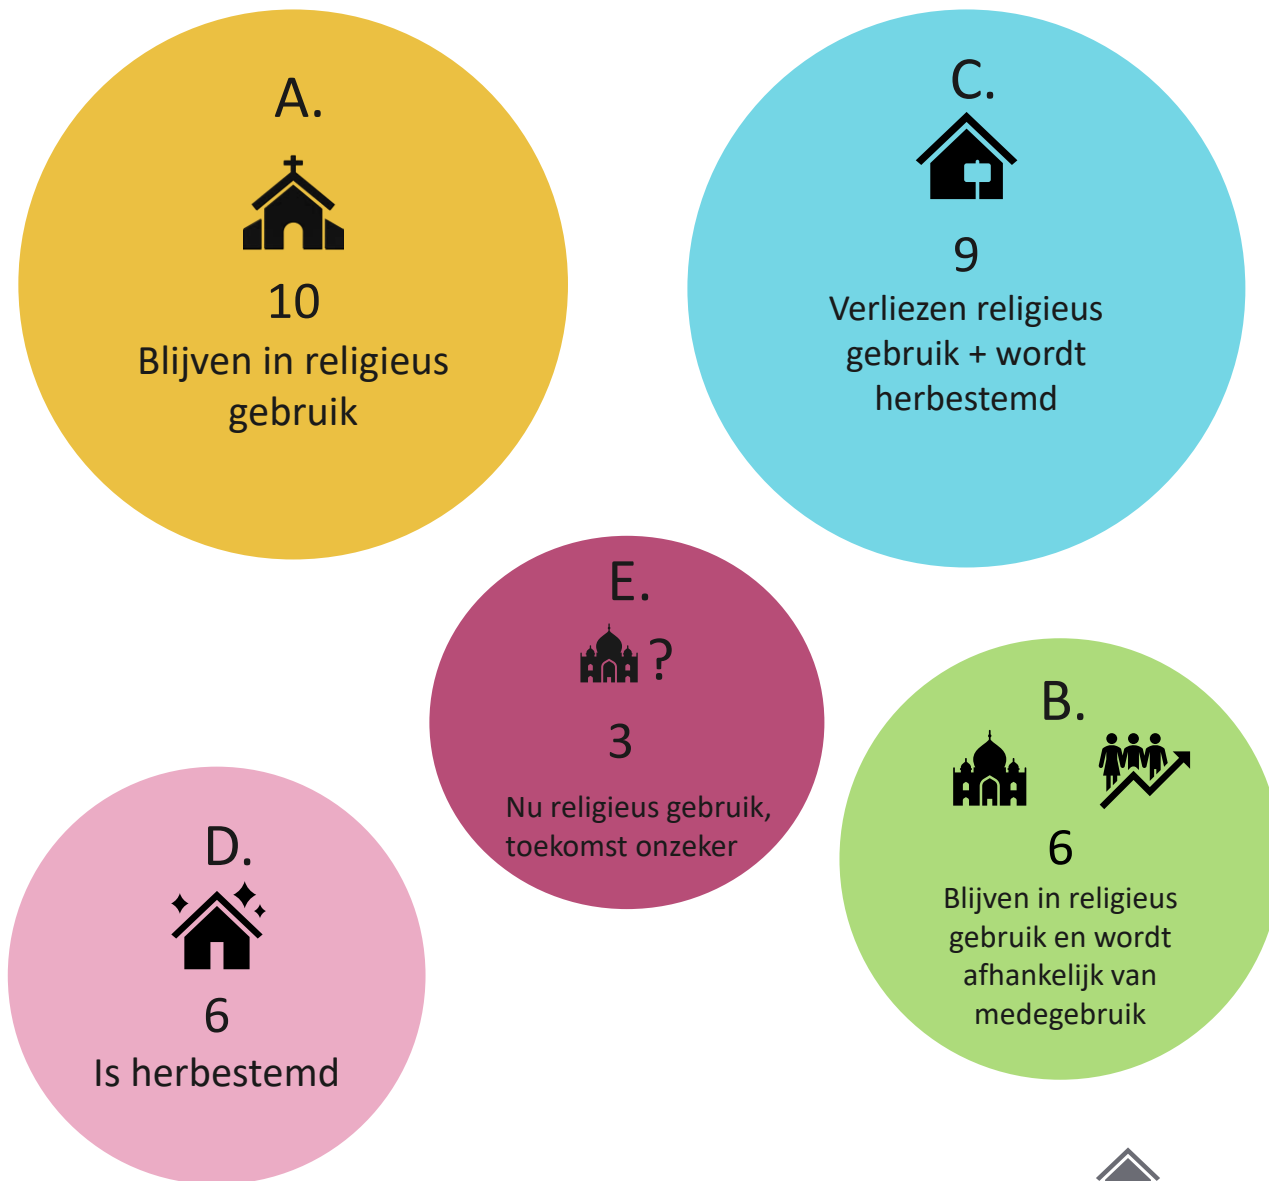 A.
10
Blijven in religieus
gebruik
C.
9
Verliezen religieus
gebruik + wordt
herbestemd
E.
?
3
Nu religieus gebruik,
toekomst onzeker
B.
6
Blijven in religieus
gebruik en wordt
afhankelijk van
medegebruik
D.
6
Is herbestemd